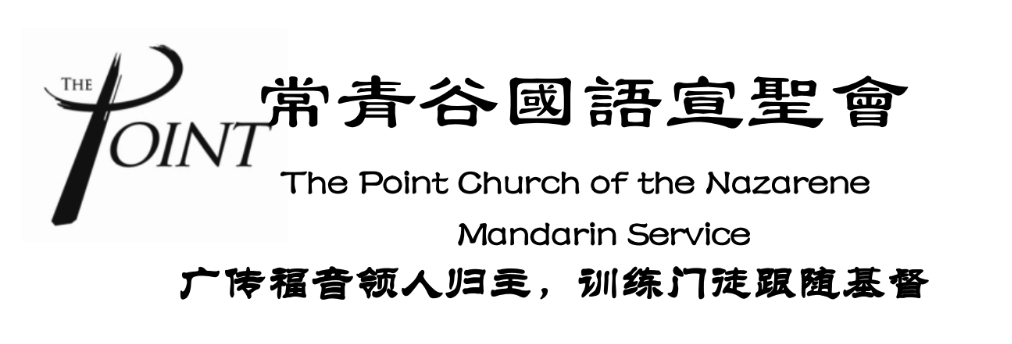 THE
POINT
常青谷國語宣聖會
The Point Church of the Nazarene
Mandarin Service
广传福音领人归主，训练门徒跟随基督